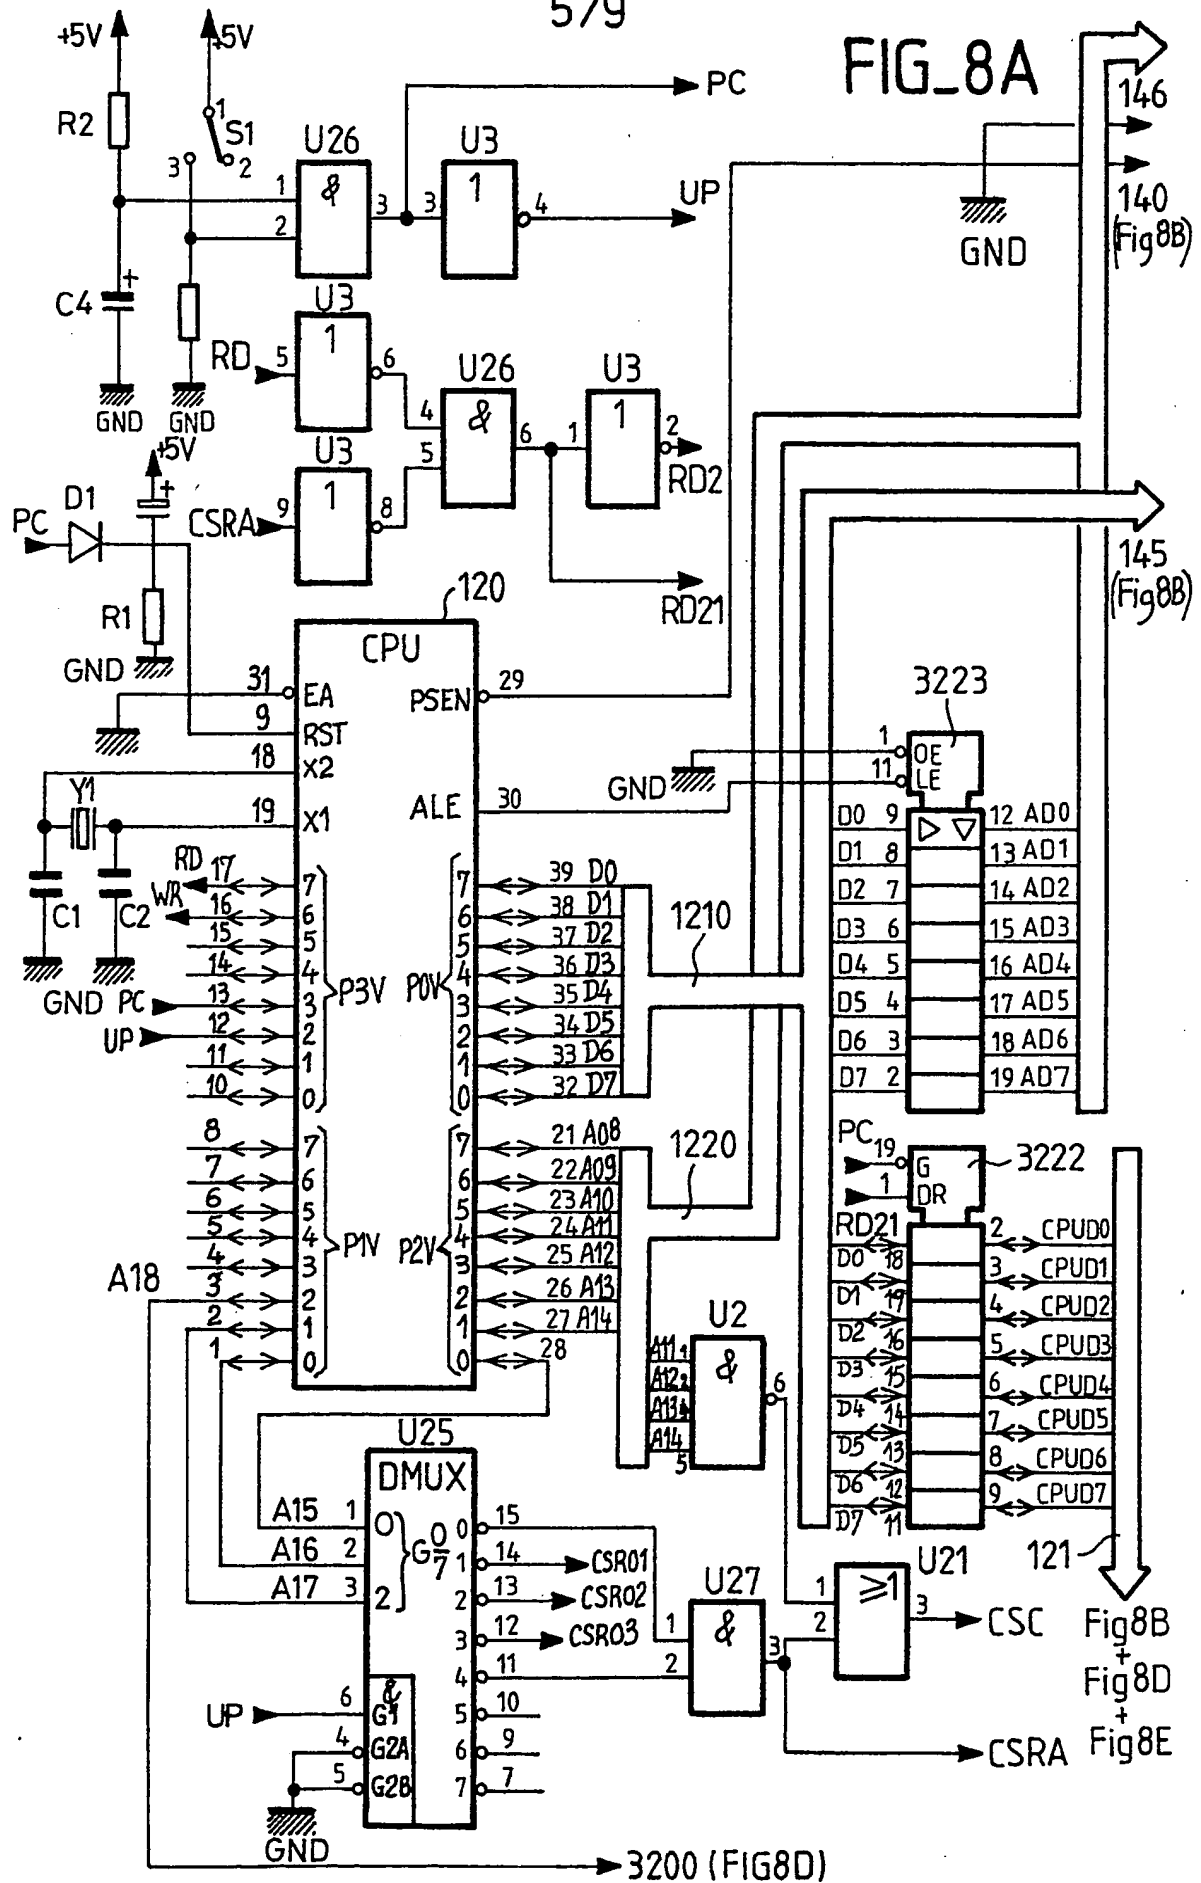 5/9
FIG_8A
+5V
+5V
R2
1
S1
3
2
U26
&
1
2
3
U3
1
3
4
PC
UP
146
140
(Fig8B)
GND
C4
+
GND
GND
U3
1
RD
5
6
U3
1
CSRA
9
8
U26
&
4
5
6
U3
1
1
2
RD2
RD21
145
(Fig8B)
+5V
+
D1
PC
R1
GND
120
CPU
31
EA
9
RST
18
X2
19
X1
Y1
C1
C2
GND
PSEN
29
ALE
30
RD 17
WR 16
15
14
PC 13
UP 12
11
10
7
6
5
4
3
2
1
0
P3V
8
7
6
5
4
3
2
1
7
6
5
4
3
2
1
0
P1V
P0V
7
6
5
4
3
2
1
0
39 D0
38 D1
37 D2
36 D3
35 D4
34 D5
33 D6
32 D7
1210
P2V
7
6
5
4
3
2
1
0
21 A08
22 A09
23 A10
24 A11
25 A12
26 A13
27 A14
28
1220
3223
GND
1
OE
11
LE
D0 9
D1 8
D2 7
D3 6
D4 5
D5 4
D6 3
D7 2
12 AD0
13 AD1
14 AD2
15 AD3
16 AD4
17 AD5
18 AD6
19 AD7
3222
PC 19
G
1
DR
RD21
D0 18
D1 19
D2 16
D3 15
D4 14
D5 13
D6 12
D7 11
2 CPUD0
3 CPUD1
4 CPUD2
5 CPUD3
6 CPUD4
7 CPUD5
8 CPUD6
9 CPUD7
121
Fig8B
+
Fig8D
+
Fig8E
A18
U2
&
A11 1
A12 2
A13 4
A14
5
6
U25
DMUX
A15 1
A16 2
A17 3
0
2
G 0/7
0
1
2
3
4
5
6
7
15
14
13
12
11
10
9
7
CSR01
CSR02
CSR03
UP
6
4
5
&
G1
G2A
G2B
GND
U27
&
1
2
3
U21
≥1
1
2
3
CSC
CSRA
3200 (FIG8D)